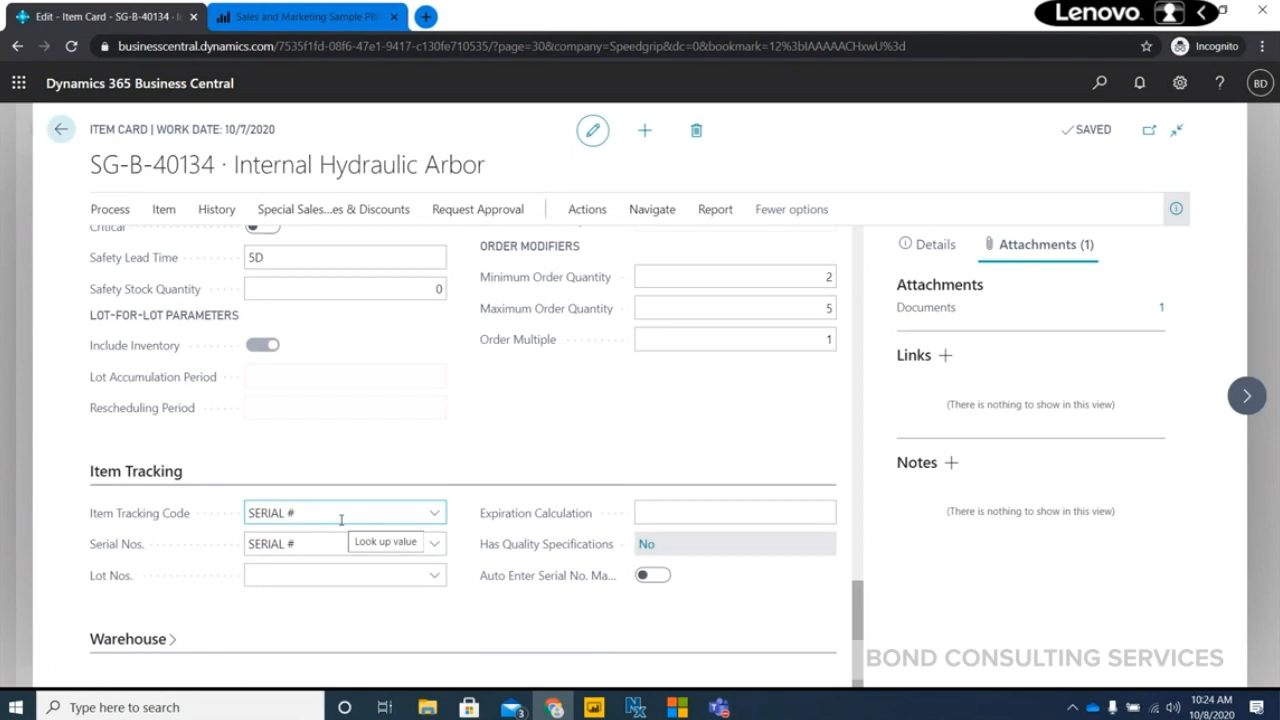 Edit - Item Card - SG-B-40134 - I
Sales and Marketing Sample PB
Lenovo
businesscentral.dynamics.com/7535f1fd-08f6-47e1-9417-c130fe710535/?page=30&company=Speedgrip&dc=0&bookmark=12%3bIAAAAACHxwU%3d
Incognito
Dynamics 365 Business Central
BD
ITEM CARD | WORK DATE: 10/7/2020
SAVED
SG-B-40134 · Internal Hydraulic Arbor
Process Item History Special Sales...es & Discounts Request Approval Actions Navigate Report Fewer options
Critical
Safety Lead Time 5D
Safety Stock Quantity 0
LOT-FOR-LOT PARAMETERS
Include Inventory
Lot Accumulation Period
Rescheduling Period
ORDER MODIFIERS
Minimum Order Quantity 2
Maximum Order Quantity 5
Order Multiple 1
Item Tracking
Item Tracking Code SERIAL #
Serial Nos. SERIAL #
Look up value
Lot Nos.
Expiration Calculation
Has Quality Specifications No
Auto Enter Serial No. Ma...
Warehouse
Details Attachments (1)
Attachments
Documents 1
Links
(There is nothing to show in this view)
Notes
(There is nothing to show in this view)
BOND CONSULTING SERVICES
Type here to search
3
10:24 AM
10/8/2020